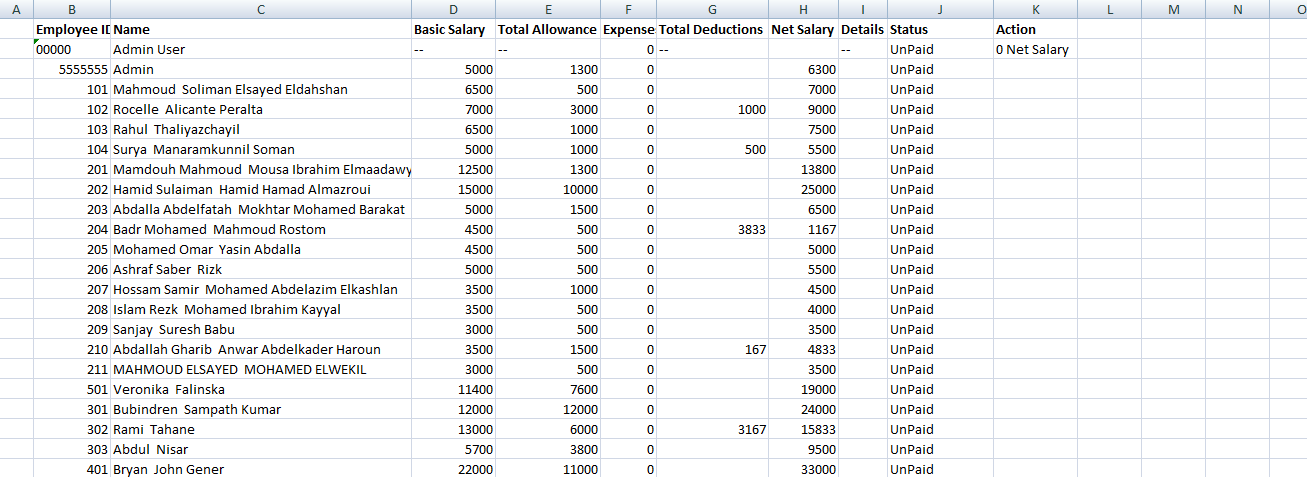 A B C D E F G H I J K L M N O
Employee ID Name Basic Salary Total Allowance Expense Total Deductions Net Salary Details Status Action
00000 Admin User -- -- 0 -- -- UnPaid 0 Net Salary
5555555 Admin 5000 1300 0 6300 UnPaid
101 Mahmoud Soliman Elsayed Eldahshan 6500 500 0 7000 UnPaid
102 Rocelle Alicante Peralta 7000 3000 0 1000 9000 UnPaid
103 Rahul Thaliyazchayil 6500 1000 0 7500 UnPaid
104 Surya Manaramkunnil Soman 5000 1000 0 500 5500 UnPaid
201 Mamdouh Mahmoud Mousa Ibrahim Elmaadawy 12500 1300 0 13800 UnPaid
202 Hamid Sulaiman Hamid Hamad Almazroui 15000 10000 0 25000 UnPaid
203 Abdalla Abdelfatah Mokhtar Mohamed Barakat 5000 1500 0 6500 UnPaid
204 Badr Mohamed Mahmoud Rostom 4500 500 0 3833 1167 UnPaid
205 Mohamed Omar Yasin Abdalla 4500 500 0 5000 UnPaid
206 Ashraf Saber Rizk 5000 500 0 5500 UnPaid
207 Hossam Samir Mohamed Abdelazim Elkashlan 3500 1000 0 4500 UnPaid
208 Islam Rezk Mohamed Ibrahim Kayyal 3500 500 0 4000 UnPaid
209 Sanjay Suresh Babu 3000 500 0 3500 UnPaid
210 Abdallah Gharib Anwar Abdelkader Haroun 3500 1500 0 167 4833 UnPaid
211 MAHMOUD ELSAYED MOHAMED ELWEKIL 3000 500 0 3500 UnPaid
501 Veronika Falinska 11400 7600 0 19000 UnPaid
301 Bubindren Sampath Kumar 12000 12000 0 24000 UnPaid
302 Rami Tahane 13000 6000 0 3167 15833 UnPaid
303 Abdul Nisar 5700 3800 0 9500 UnPaid
401 Bryan John Gener 22000 11000 0 33000 UnPaid